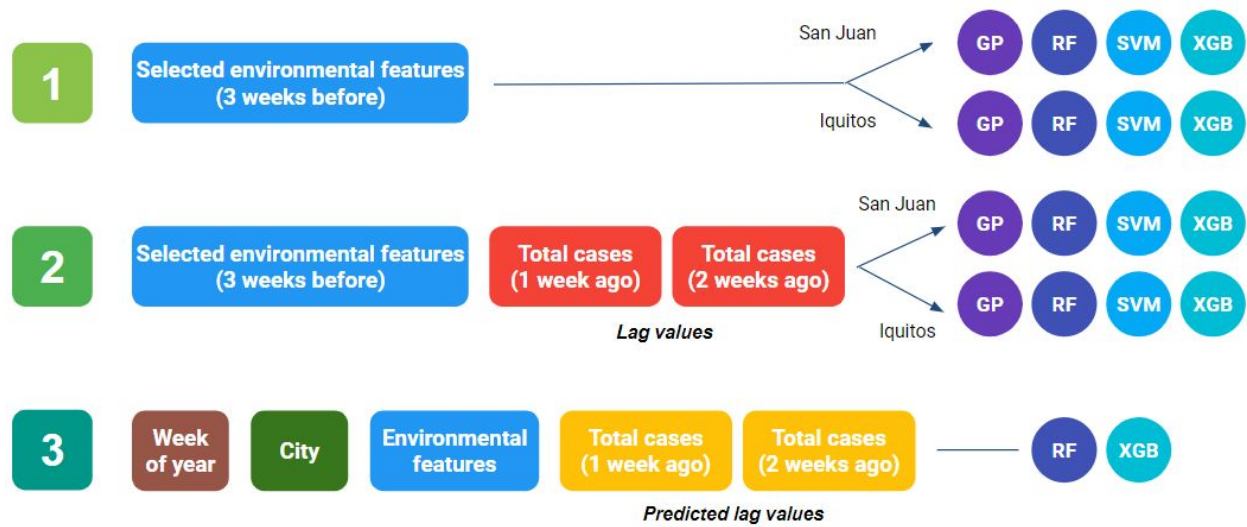 1
Selected environmental features
(3 weeks before)
San Juan
Iquitos
GP RF SVM XGB
GP RF SVM XGB
2
Selected environmental features
(3 weeks before)
Total cases
(1 week ago)
Total cases
(2 weeks ago)
Lag values
San Juan
Iquitos
GP RF SVM XGB
GP RF SVM XGB
3
Week
of year
City
Environmental
features
Total cases
(1 week ago)
Total cases
(2 weeks ago)
Predicted lag values
RF XGB